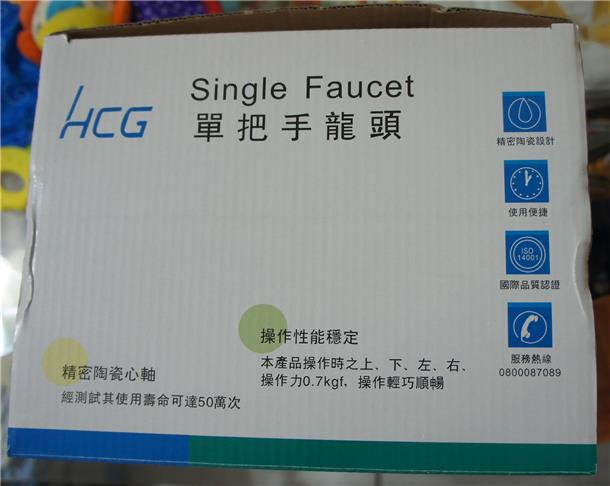 HCG
Single Faucet
單把手龍頭
精密陶瓷設計
使用便捷
ISO
14001
國際品質認證
服務熱線
0800087089
操作性能穩定
本產品操作時之上、下、左、右、
操作力0.7kgf，操作輕巧順暢
精密陶瓷心軸
經測試其使用壽命可達50萬次